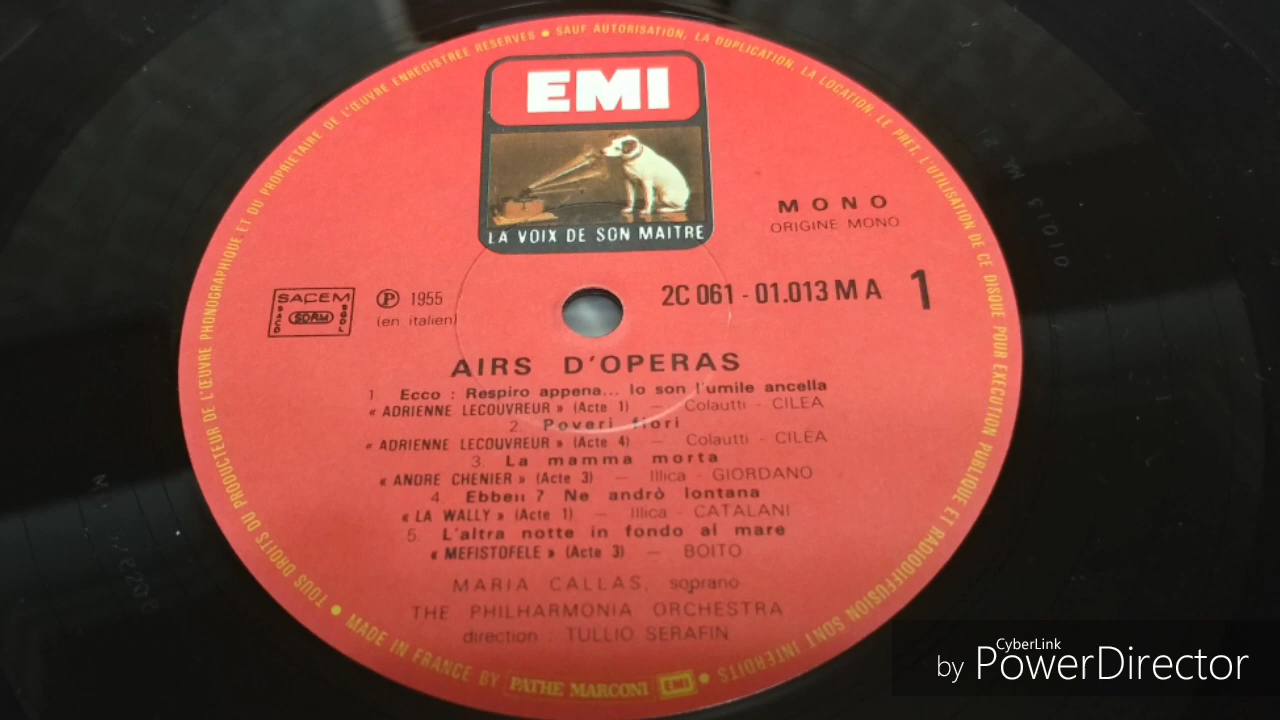 EMI
LA VOIX DE SON MAITRE
MONO
ORIGINE MONO
SACEM
SACD
SDRM
SGDL
Ⓟ 1955
(en italien)
2C 061 - 01.013 M A 1
AIRS D'OPERAS
1 Ecco : Respiro appena... Io son l'umile ancella
« ADRIENNE LECOUVREUR » (Acte 1) — Colautti - CILEA
2. Poveri fiori
« ADRIENNE LECOUVREUR » (Acte 4) — Colautti - CILEA
3. La mamma morta
« ANDRE CHENIER » (Acte 3) — Illica - GIORDANO
4. Ebben ? Ne andrò lontana
« LA WALLY » (Acte 1) — Illica - CATALANI
5. L'altra notte in fondo al mare
« MEFISTOFELE » (Acte 3) — BOITO
MARIA CALLAS, soprano
THE PHILHARMONIA ORCHESTRA
direction : TULLIO SERAFIN
TOUS DROITS DU PRODUCTEUR DE L'ŒUVRE PHONOGRAPHIQUE ET DU PROPRIETAIRE DE L'ŒUVRE ENREGISTREE RESERVES ● SAUF AUTORISATION, LA DUPLICATION, LA LOCATION, LE PRET, L'UTILISATION DE CE DISQUE POUR EXECUTION PUBLIQUE ET RADIODIFFUSION SONT INTERDITS ●
MADE IN FRANCE BY PATHE MARCONI EMI
by CyberLink
PowerDirector